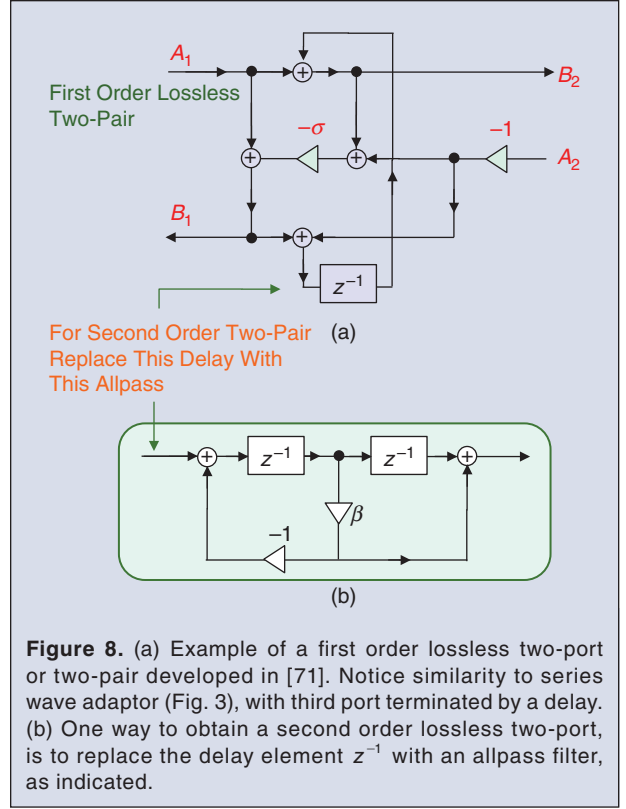 A₁
B₂
First Order Lossless
Two-Pair
−σ
−1
A₂
B₁
z⁻¹
(a)
For Second Order Two-Pair
Replace This Delay With
This Allpass
z⁻¹
z⁻¹
β
−1
(b)
Figure 8. (a) Example of a first order lossless two-port
or two-pair developed in [71]. Notice similarity to series
wave adaptor (Fig. 3), with third port terminated by a delay.
(b) One way to obtain a second order lossless two-port,
is to replace the delay element z⁻¹ with an allpass filter,
as indicated.